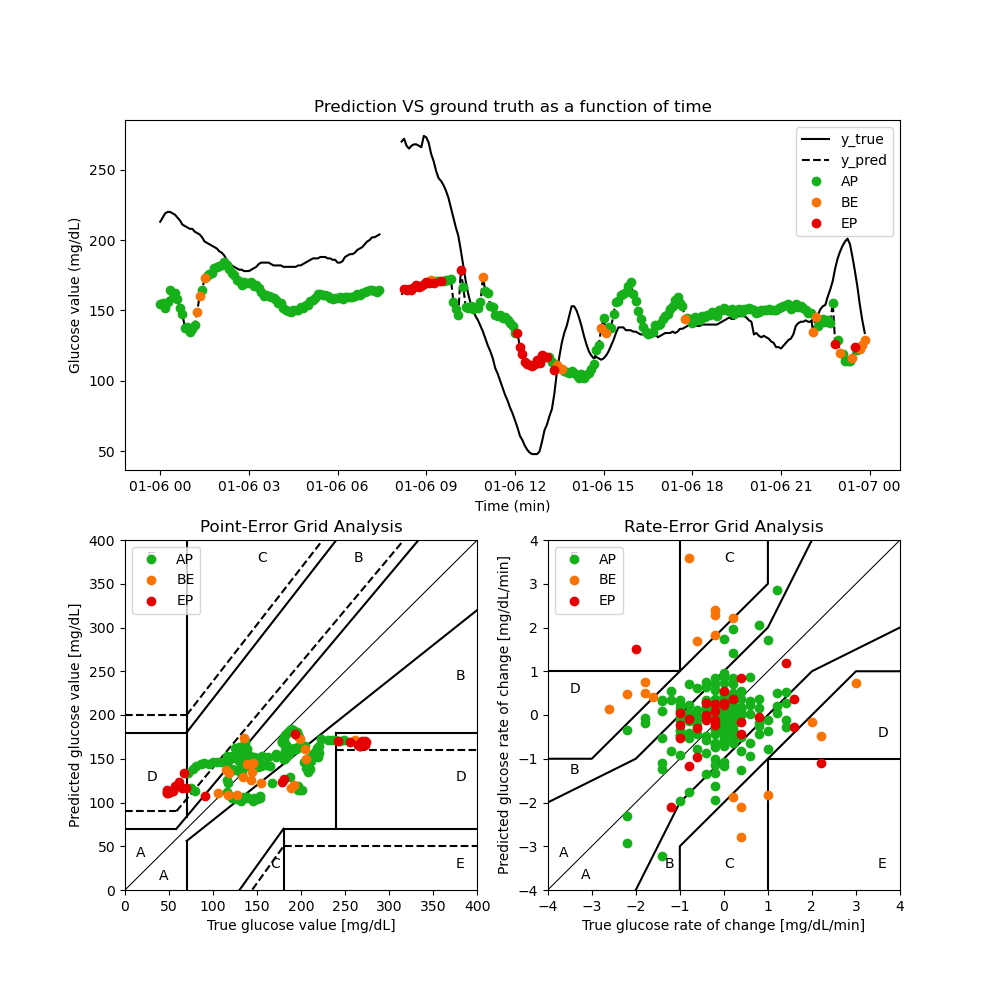 Prediction VS ground truth as a function of time
Glucose value (mg/dL)
250
200
150
100
50
y_true
y_pred
AP
BE
EP
01-06 00 01-06 03 01-06 06 01-06 09 01-06 12 01-06 15 01-06 18 01-06 21 01-07 00
Time (min)
Point-Error Grid Analysis
Predicted glucose value [mg/dL]
400
350
300
250
200
150
100
50
0
AP
BE
EP
C
B
B
D
D
A
A
C
E
0 50 100 150 200 250 300 350 400
True glucose value [mg/dL]
Rate-Error Grid Analysis
Predicted glucose rate of change [mg/dL/min]
4
3
2
1
0
−1
−2
−3
−4
AP
BE
EP
C
D
D
B
A
A
B
C
E
−4 −3 −2 −1 0 1 2 3 4
True glucose rate of change [mg/dL/min]